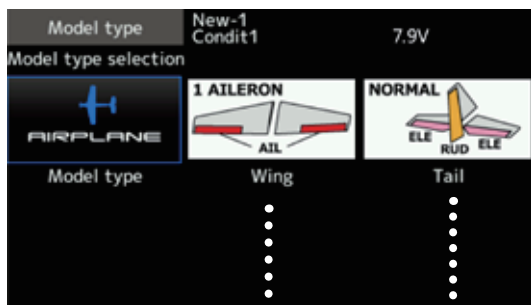 Model type
New-1
Condit1
7.9V
Model type selection
AIRPLANE
1 AILERON
AIL
NORMAL
ELE
RUD
ELE
Model type
Wing
Tail